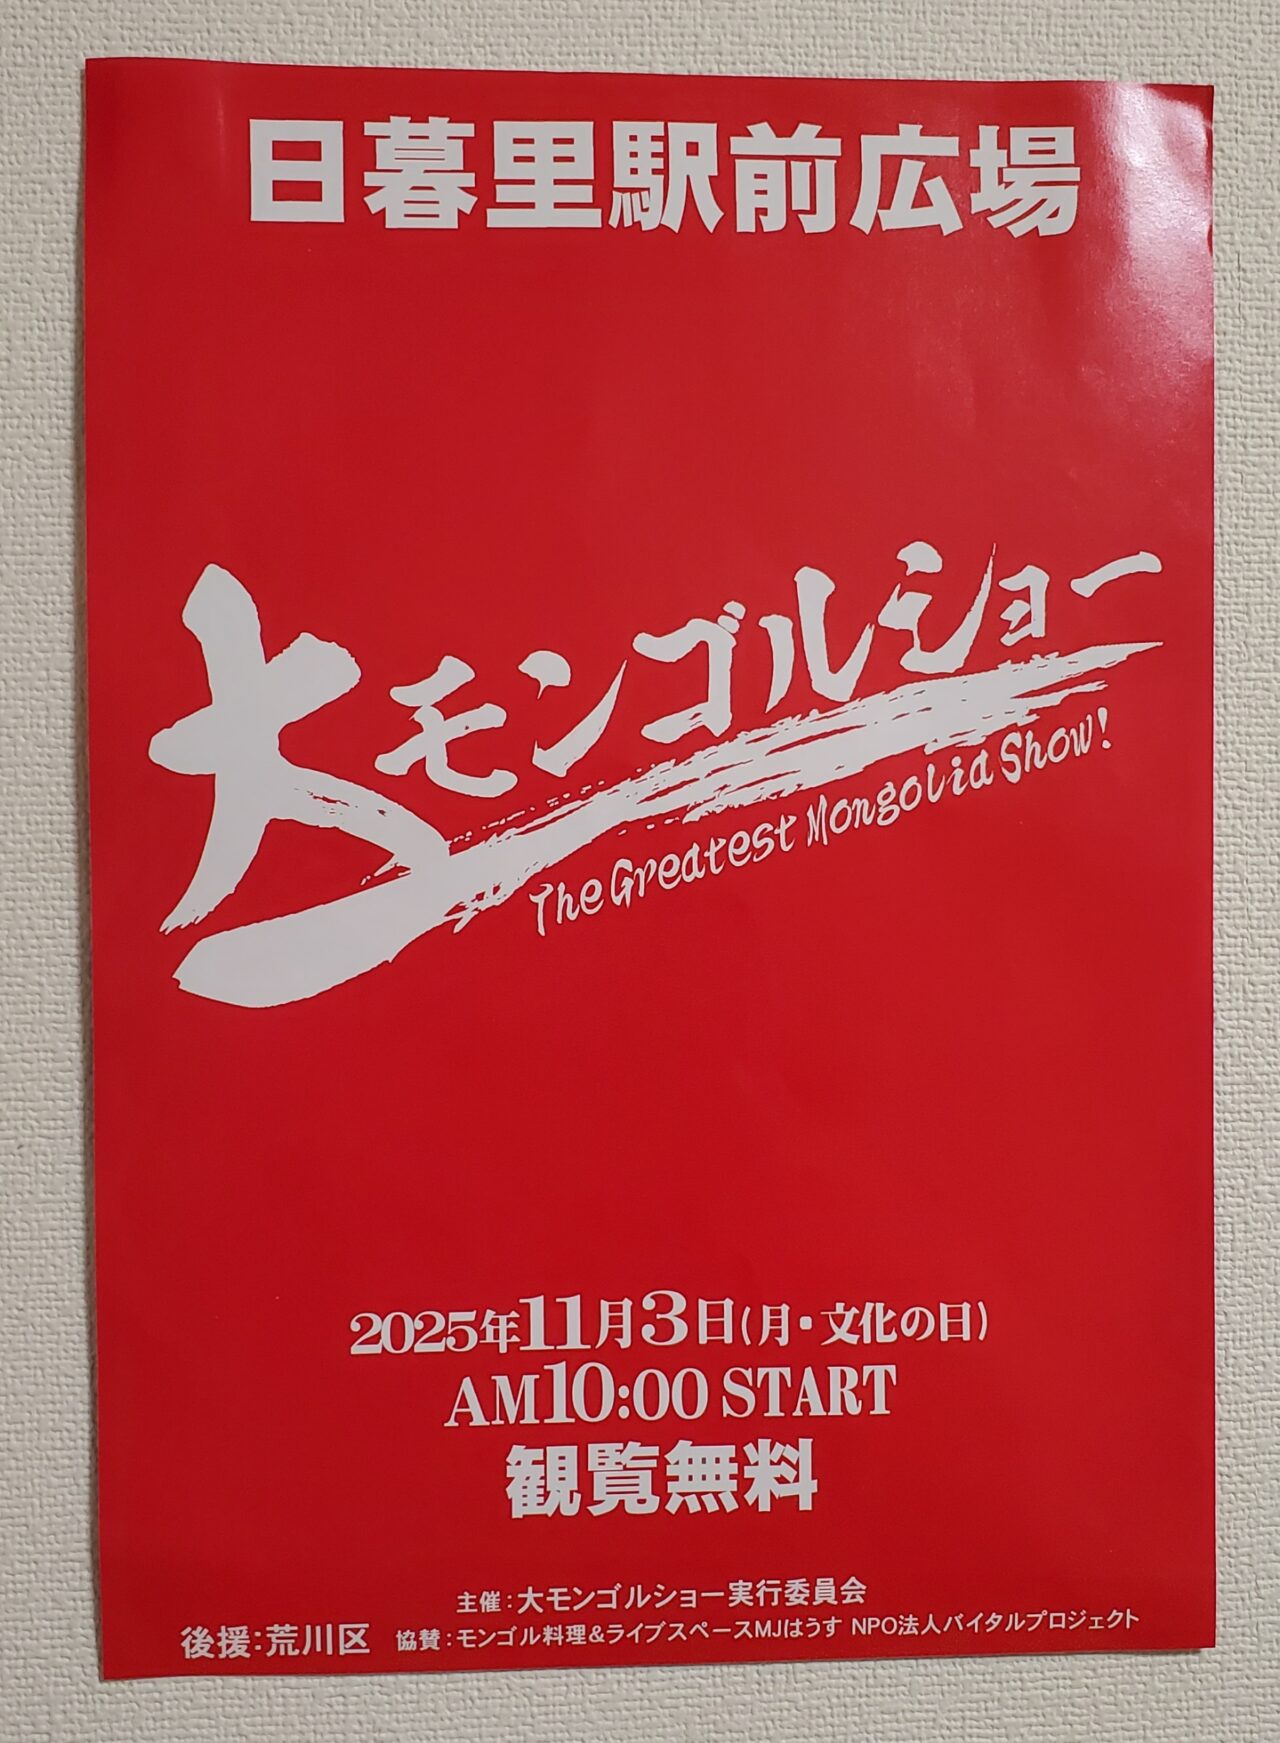 日暮里駅前広場
大モンゴルショー
The Greatest Mongolia Show!
2025年11月3日(月・文化の日)
AM10:00 START
観覧無料
主催:大モンゴルショー実行委員会
後援:荒川区 協賛:モンゴル料理&ライブスペースMJはうす NPO法人バイタルプロジェクト